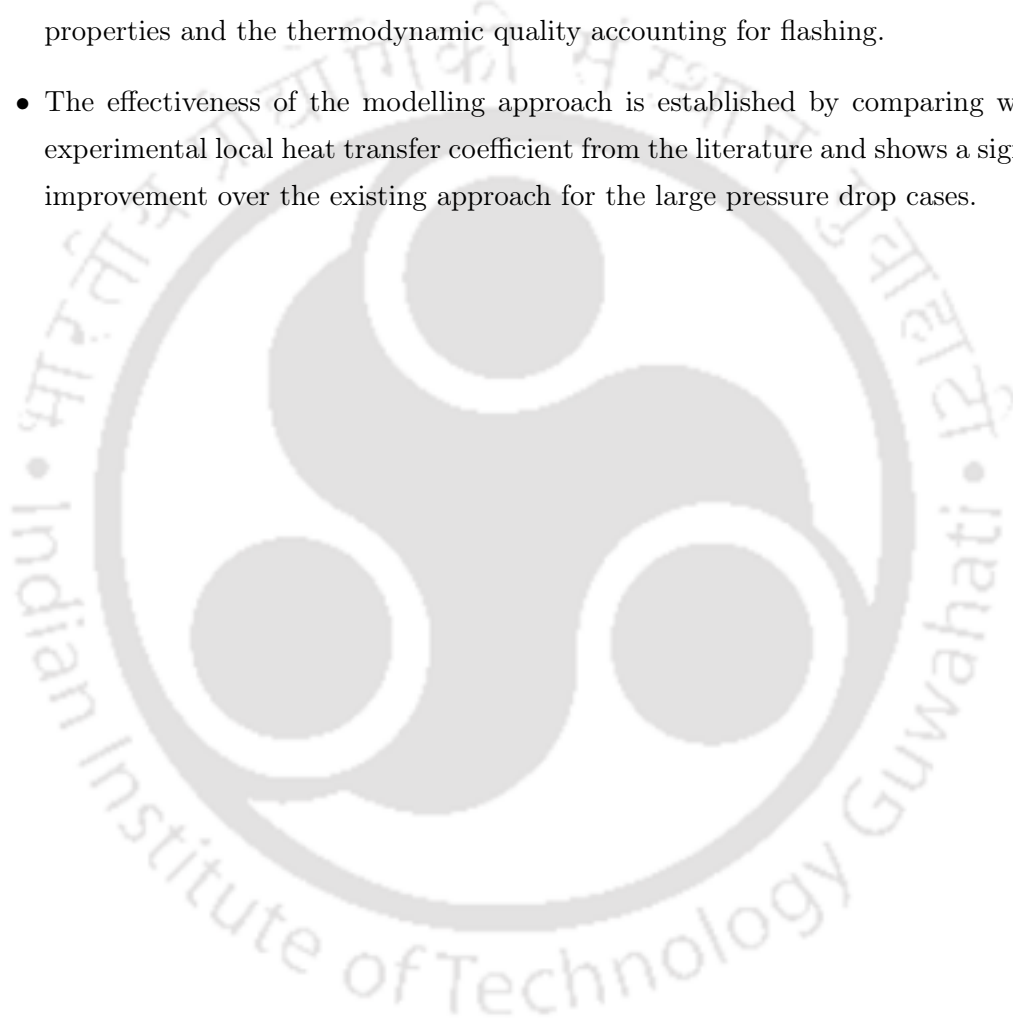 properties and the thermodynamic quality accounting for flashing.
• The effectiveness of the modelling approach is established by comparing w
experimental local heat transfer coefficient from the literature and shows a sig
improvement over the existing approach for the large pressure drop cases.
भारतीय प्रौद्योगिकी संस्थान गुवाहाटी
Indian Institute of Technology Guwahati